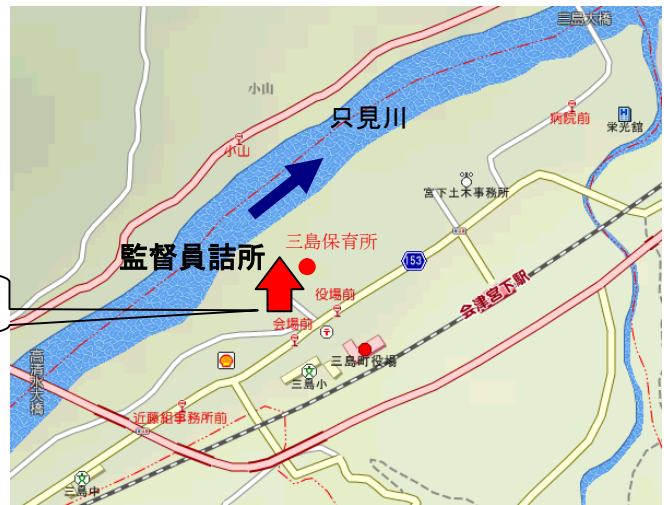 三島大橋
小山
只見川
病院前
栄光舘
小山
宮下土木事務所
三島保育所
監督員詰所
153
会津宮下駅
役場前
会場前
三島町役場
三島小
高清水大橋
近藤組事務所前
三島中